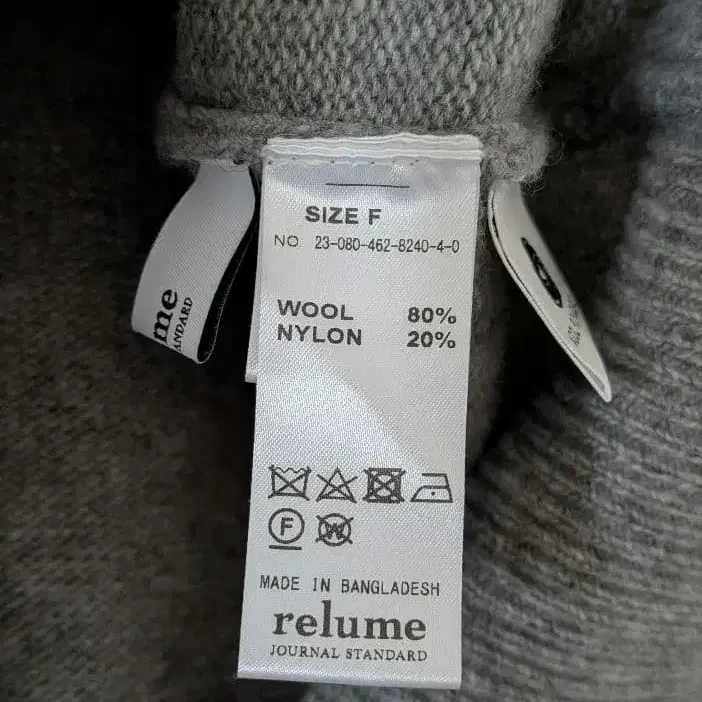 SIZE F
NO 23-080-462-8240-4-0
WOOL 80%
NYLON 20%
F
W
MADE IN BANGLADESH
relume
JOURNAL STANDARD
me
ANDARD